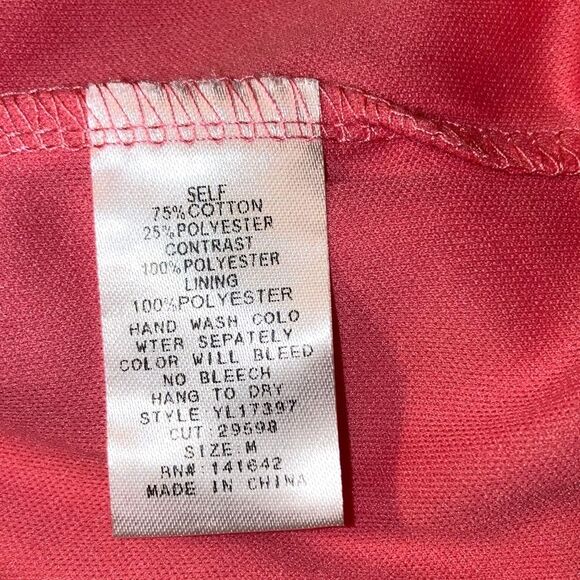 SELF
75%COTTON
25%POLYESTER
CONTRAST
100%POLYESTER
LINING
100%POLYESTER
HAND WASH COLO
WTER SEPATELY
COLOR WILL BLEED
NO BLEECH
HANG TO DRY
STYLE YL17397
CUT: 29598
SIZE: M
RN#: 141642
MADE IN CHINA